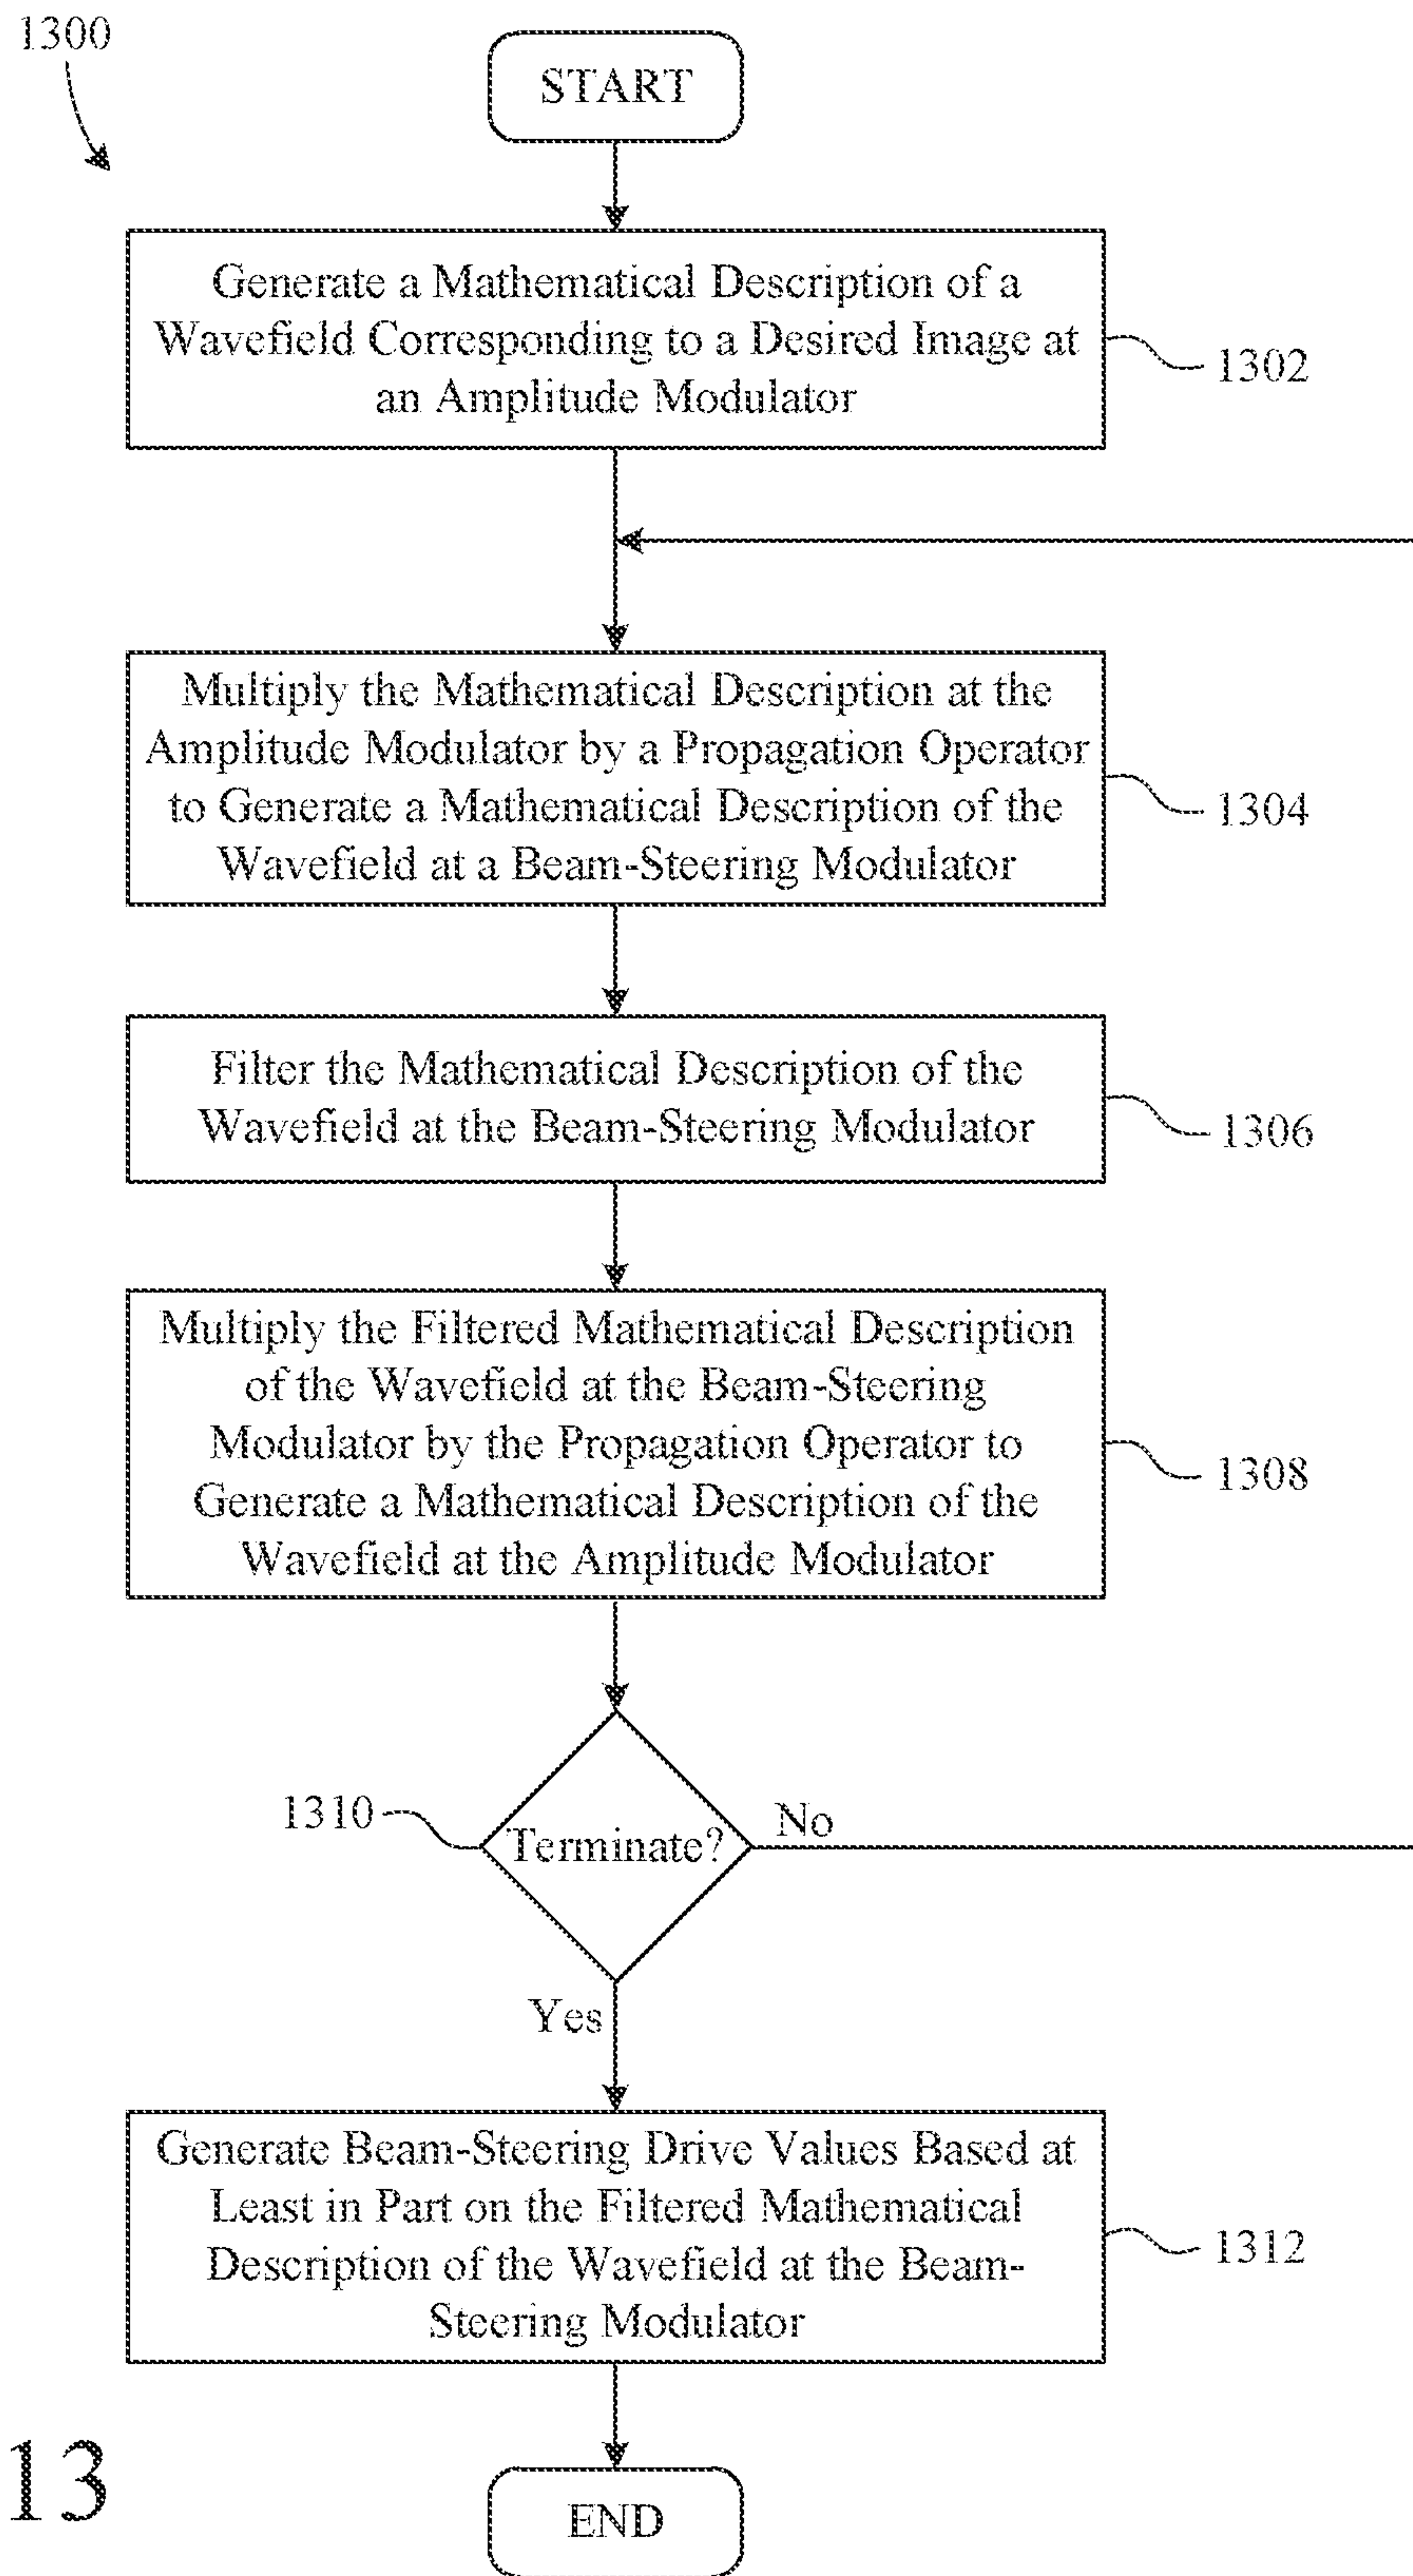 1300
START
Generate a Mathematical Description of a
Wavefield Corresponding to a Desired Image at
an Amplitude Modulator
1302
Multiply the Mathematical Description at the
Amplitude Modulator by a Propagation Operator
to Generate a Mathematical Description of the
Wavefield at a Beam-Steering Modulator
1304
Filter the Mathematical Description of the
Wavefield at the Beam-Steering Modulator
1306
Multiply the Filtered Mathematical Description
of the Wavefield at the Beam-Steering
Modulator by the Propagation Operator to
Generate a Mathematical Description of the
Wavefield at the Amplitude Modulator
1308
1310
Terminate?
No
Yes
Generate Beam-Steering Drive Values Based at
Least in Part on the Filtered Mathematical
Description of the Wavefield at the Beam-
Steering Modulator
1312
13
END